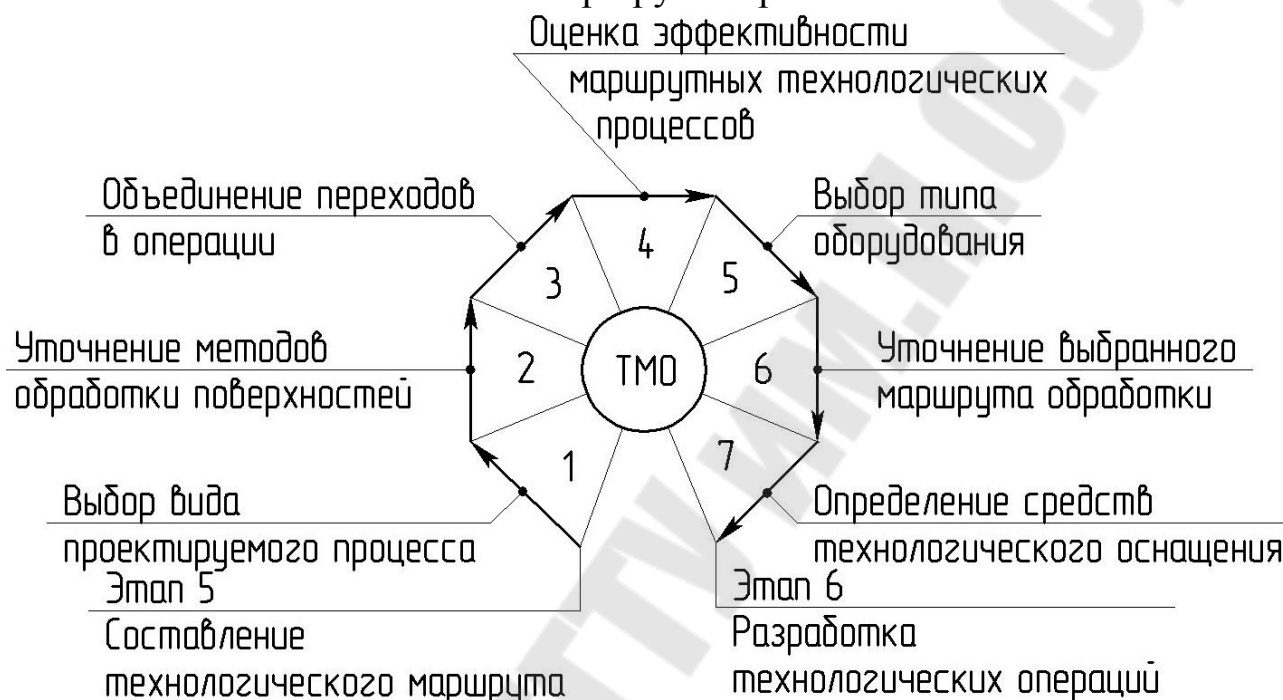 Оценка эффективности
маршрутных технологических
процессов
Объединение переходов
в операции
Выбор типа
оборудования
4
3
5
Уточнение методов
обработки поверхностей
2
ТМО
6
Уточнение выбранного
маршрута обработки
1
7
Выбор вида
проектируемого процесса
Определение средств
технологического оснащения
Этап 5
Составление
технологического маршрута
Этап 6
Разработка
технологических операций